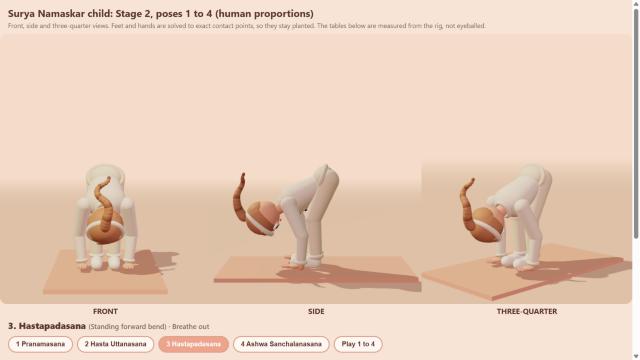 Surya Namaskar child: Stage 2, poses 1 to 4 (human proportions)
Front, side and three-quarter views. Feet and hands are solved to exact contact points, so they stay planted. The tables below are measured from the rig, not eyeballed.
FRONT SIDE THREE-QUARTER
3. Hastapadasana (Standing forward bend) · Breathe out
1 Pranamasana 2 Hasta Uttanasana 3 Hastapadasana 4 Ashwa Sanchalanasana Play 1 to 4